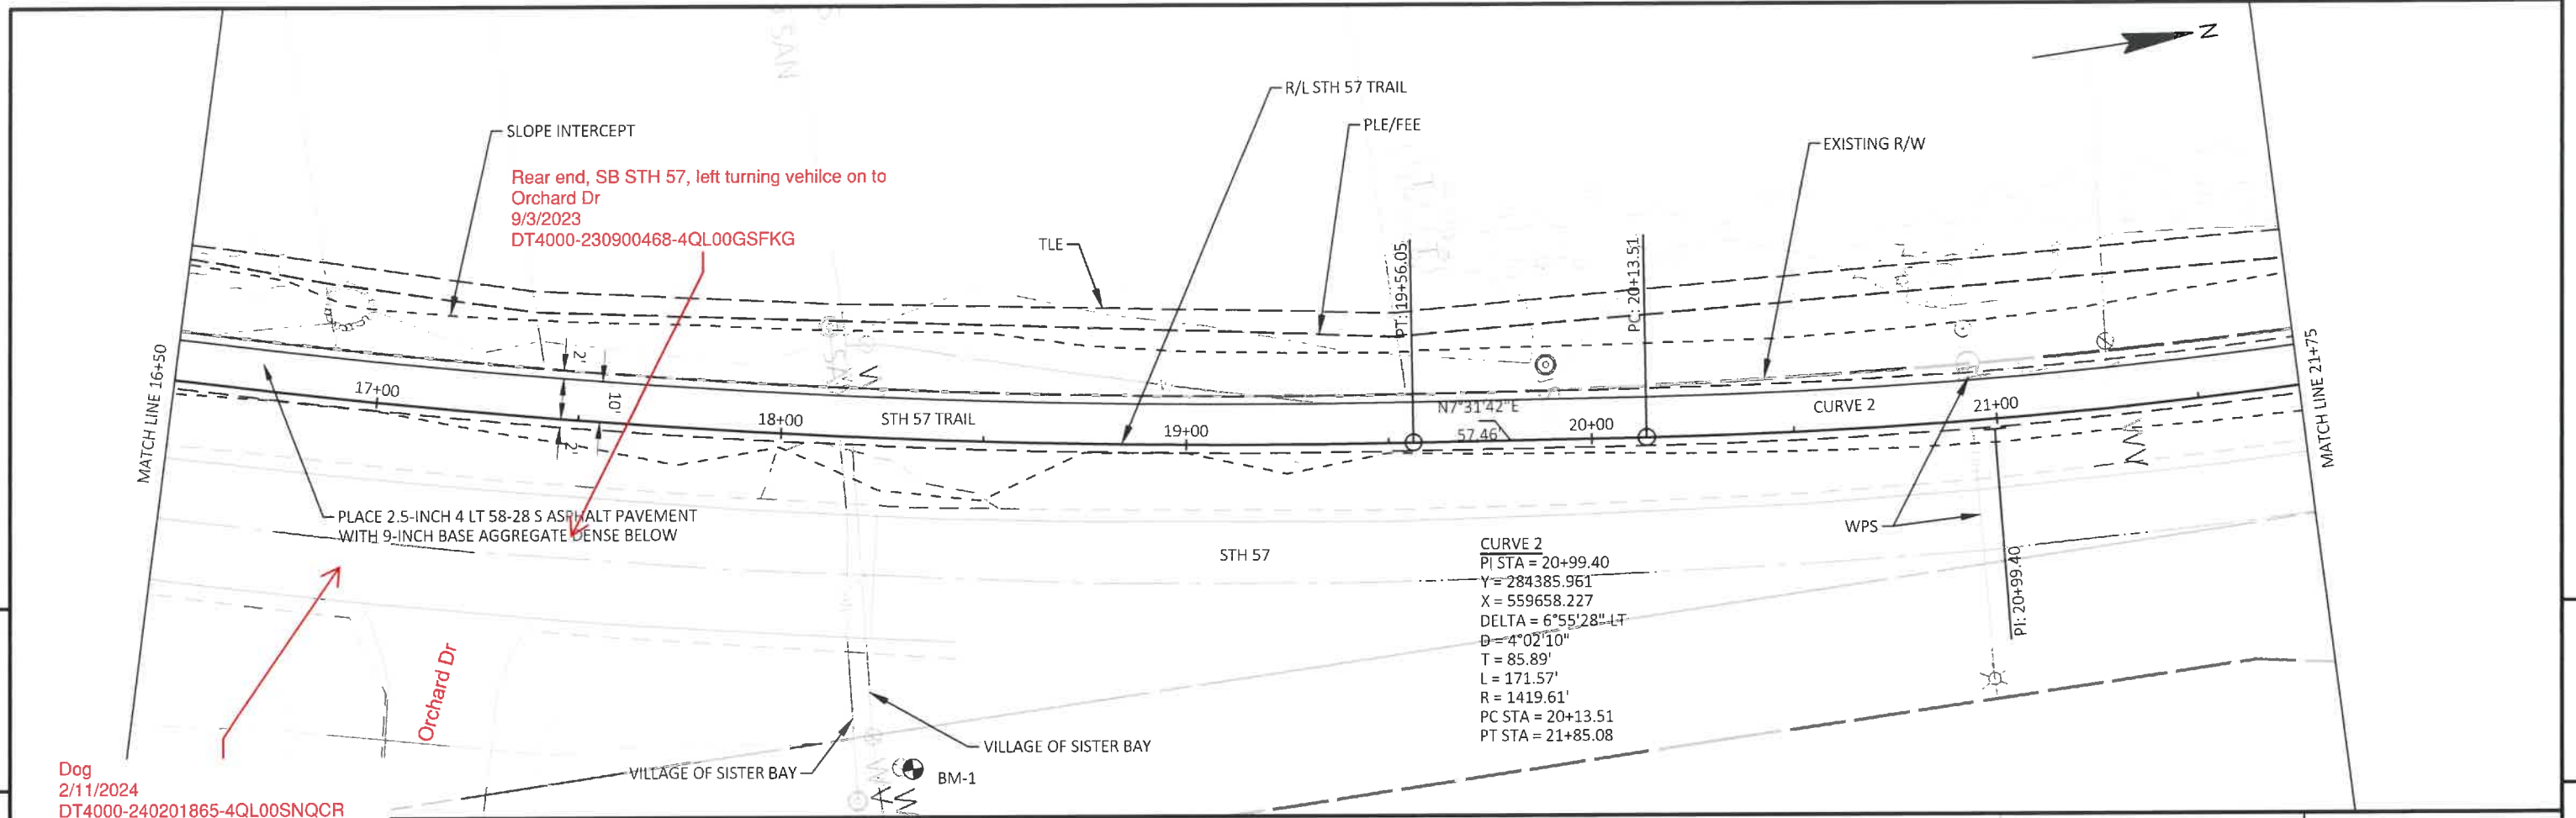 SAN
N
R/L STH 57 TRAIL
PLE/FEE
SLOPE INTERCEPT
EXISTING R/W
Rear end, SB STH 57, left turning vehilce on to
Orchard Dr
9/3/2023
DT4000-230900468-4QL00GSFKG
TLE
PT: 19+56.05
PC: 20+13.51
MATCH LINE 16+50
MATCH LINE 21+75
2'
10'
2'
17+00
18+00
STH 57 TRAIL
19+00
N7°31'42"E
57.46'
20+00
CURVE 2
21+00
SAN
W
W
PLACE 2.5-INCH 4 LT 58-28 S ASPHALT PAVEMENT
WITH 9-INCH BASE AGGREGATE DENSE BELOW
STH 57
WPS
CURVE 2
PI STA = 20+99.40
Y = 284385.961
X = 559658.227
DELTA = 6°55'28" LT
D = 4°02'10"
T = 85.89'
L = 171.57'
R = 1419.61'
PC STA = 20+13.51
PT STA = 21+85.08
PI: 20+99.40
Orchard Dr
VILLAGE OF SISTER BAY
VILLAGE OF SISTER BAY
BM-1
W
Dog
2/11/2024
DT4000-240201865-4QL00SNQCR